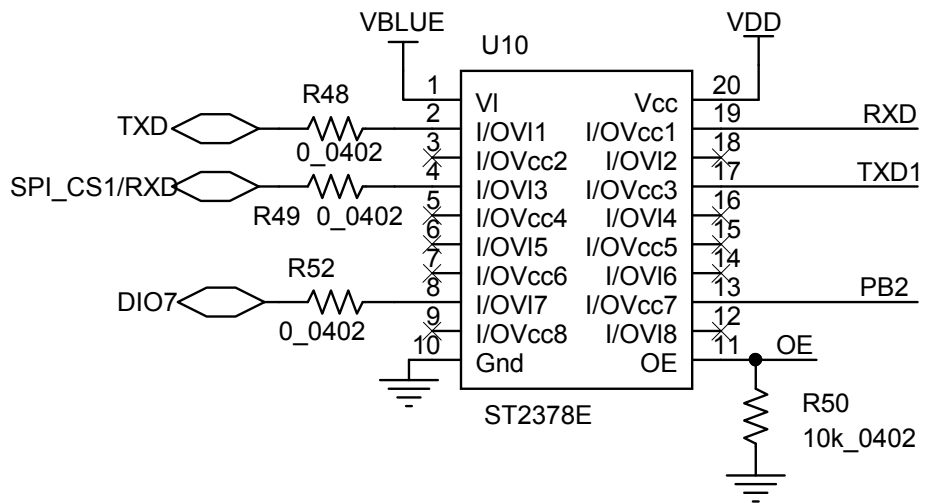 VBLUE
VDD
U10
1
20
VI
Vcc
R48
2
19
RXD
TXD
I/OVI1
I/OVcc1
0_0402
3
18
I/OVcc2
I/OVI2
4
17
TXD1
SPI_CS1/RXD
I/OVI3
I/OVcc3
R49
0_0402
5
16
I/OVcc4
I/OVI4
6
15
I/OVI5
I/OVcc5
R52
7
14
I/OVcc6
I/OVI6
8
13
PB2
DIO7
I/OVI7
I/OVcc7
0_0402
9
12
I/OVcc8
I/OVI8
10
11
OE
Gnd
OE
ST2378E
R50
10k_0402